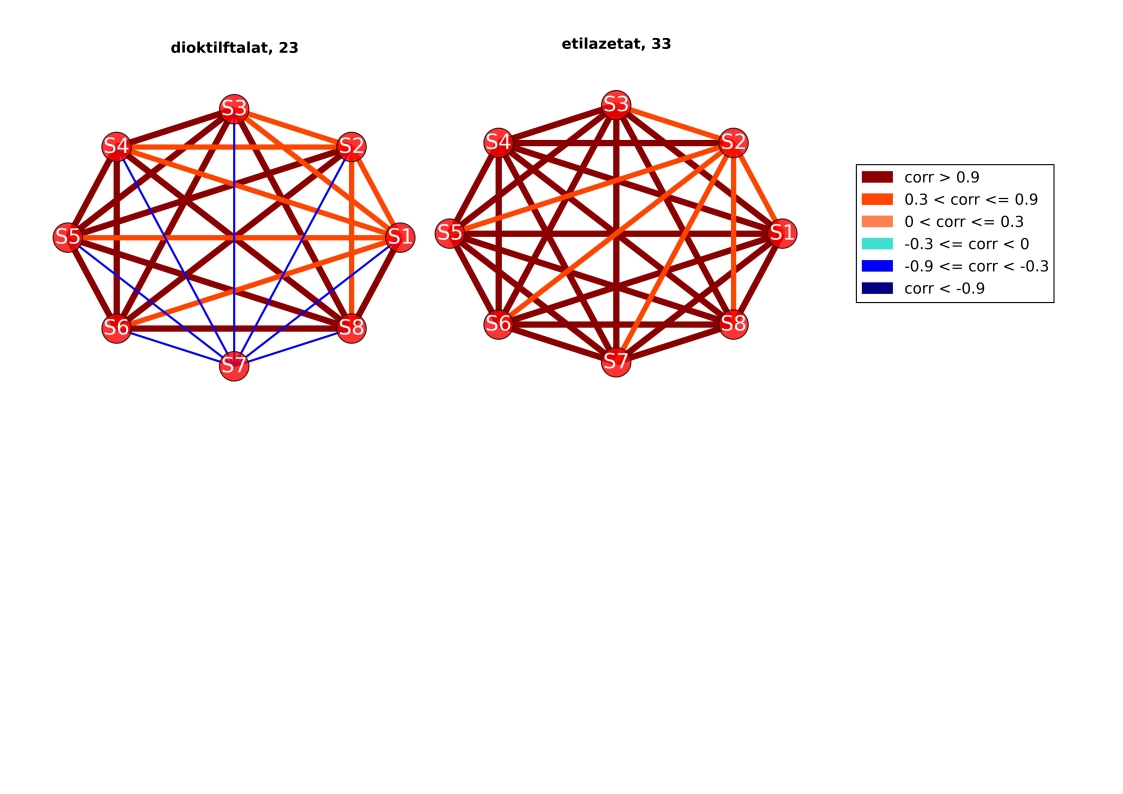 dioktilftalat, 23
etilazetat, 33
S3
S4
S2
S5
S1
S6
S8
S7
S3
S4
S2
S5
S1
S6
S8
S7
corr > 0.9
0.3 < corr <= 0.9
0 < corr <= 0.3
-0.3 <= corr < 0
-0.9 <= corr < -0.3
corr < -0.9